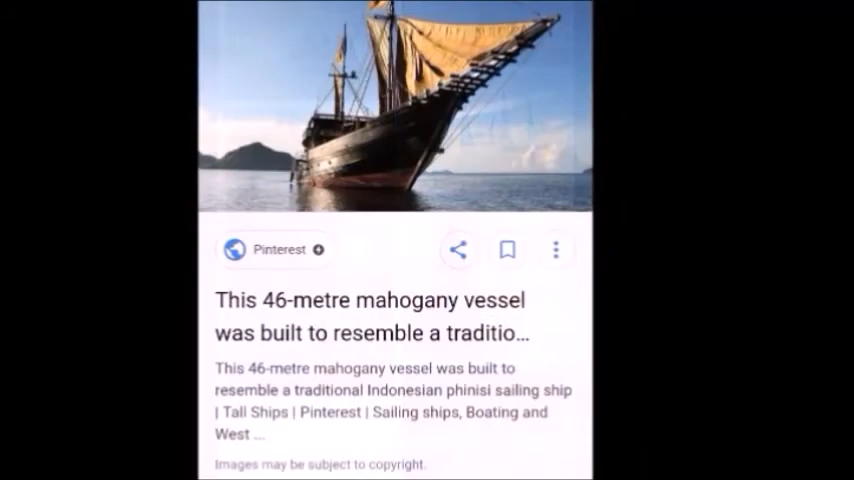 Pinterest
This 46-metre mahogany vessel
was built to resemble a traditio...
This 46-metre mahogany vessel was built to
resemble a traditional Indonesian phinisi sailing ship
| Tall Ships | Pinterest | Sailing ships, Boating and
West ...
Images may be subject to copyright.